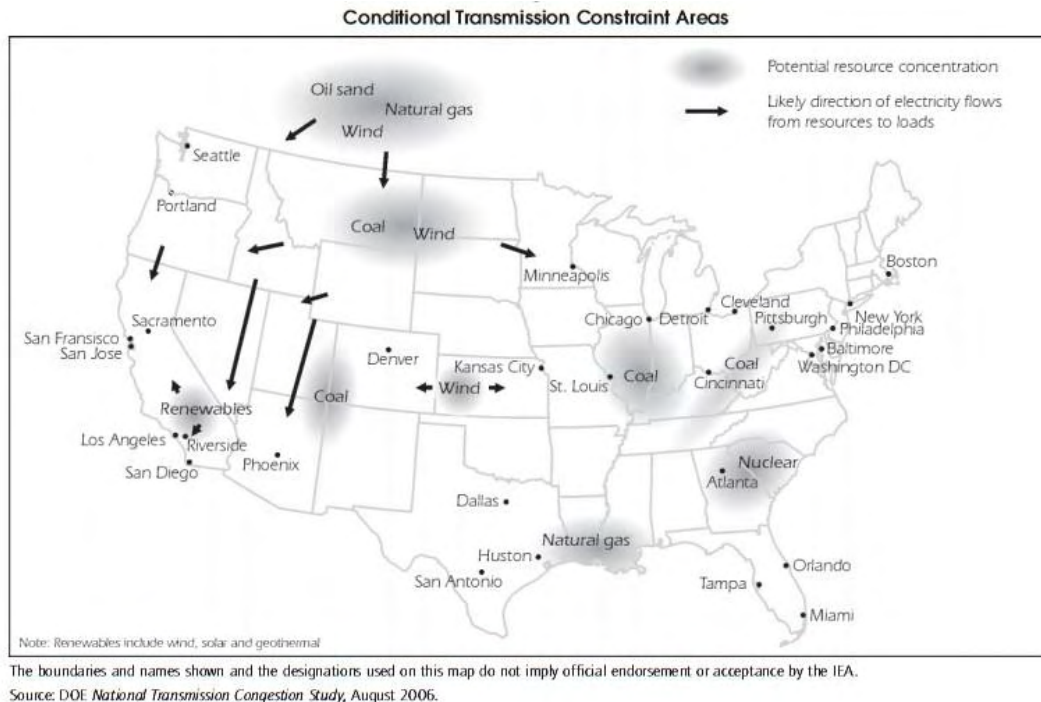 Conditional Transmission Constraint Areas
Oil sand
Natural gas
Wind
Potential resource concentration
Likely direction of electricity flows
from resources to loads
Seattle
Portland
Coal
Wind
Minneapolis
Boston
Sacramento
San Fransisco
San Jose
Chicago
Detroit
Cleveland
Pittsburgh
New York
Philadelphia
Baltimore
Washington DC
Denver
Kansas City
Wind
St. Louis
Coal
Coal
Cincinnati
Coal
Renewables
Los Angeles
Riverside
San Diego
Phoenix
Nuclear
Atlanta
Dallas
Natural gas
Huston
San Antonio
Orlando
Tampa
Miami
Note: Renewables include wind, solar and geothermal
The boundaries and names shown and the designations used on this map do not imply official endorsement or acceptance by the IEA.
Source: DOE National Transmission Congestion Study, August 2006.